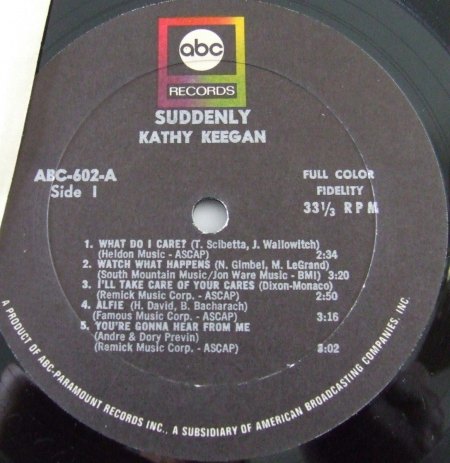 abc
RECORDS
SUDDENLY
KATHY KEEGAN
ABC-602-A
Side 1
FULL COLOR
FIDELITY
33 1/3 RPM
1. WHAT DO I CARE? (T. Scibetta, J. Wallowitch)
(Heldon Music - ASCAP) 2:34
2. WATCH WHAT HAPPENS (N. Gimbel, M. LeGrand)
(South Mountain Music/Jon Ware Music - BMI) 3:20
3. I'LL TAKE CARE OF YOUR CARES (Dixon-Monaco)
(Remick Music Corp. - ASCAP) 2:50
4. ALFIE (H. David, B. Bacharach)
(Famous Music Corp. - ASCAP) 3:16
5. YOU'RE GONNA HEAR FROM ME
(Andre & Dory Previn)
(Remick Music Corp. - ASCAP) 3:02
A PRODUCT OF ABC-PARAMOUNT RECORDS INC., A SUBSIDIARY OF AMERICAN BROADCASTING COMPANIES, INC.